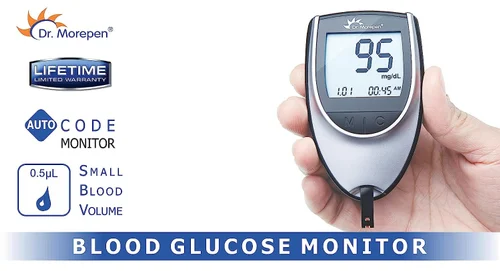 Dr. Morepen
LIFETIME
LIMITED WARRANTY
AUTO CODE
MONITOR
0.5µL
SMALL
BLOOD
VOLUME
Dr. Morepen
95
mg/dL
1.01 00:45 AM
M I C
BLOOD GLUCOSE MONITOR